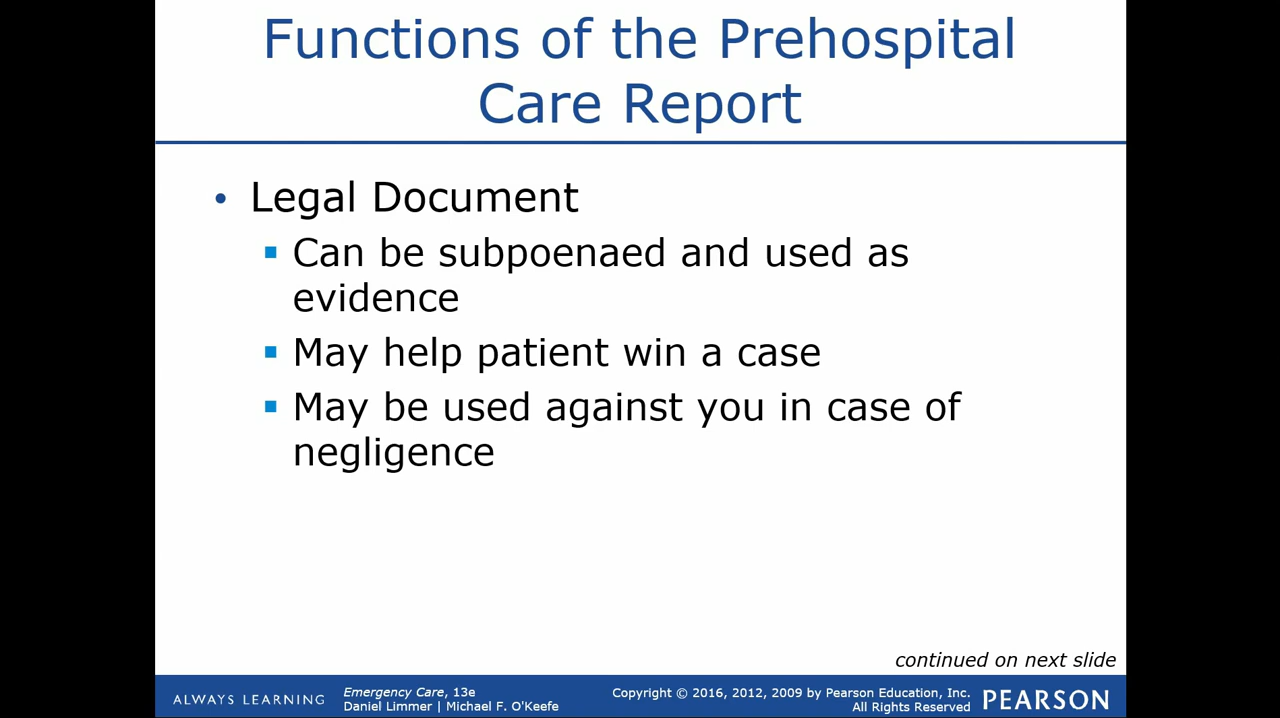 Functions of the Prehospital
Care Report
• Legal Document
▪ Can be subpoenaed and used as
evidence
▪ May help patient win a case
▪ May be used against you in case of
negligence
continued on next slide
ALWAYS LEARNING
Emergency Care, 13e
Daniel Limmer | Michael F. O'Keefe
Copyright © 2016, 2012, 2009 by Pearson Education, Inc.
All Rights Reserved
PEARSON